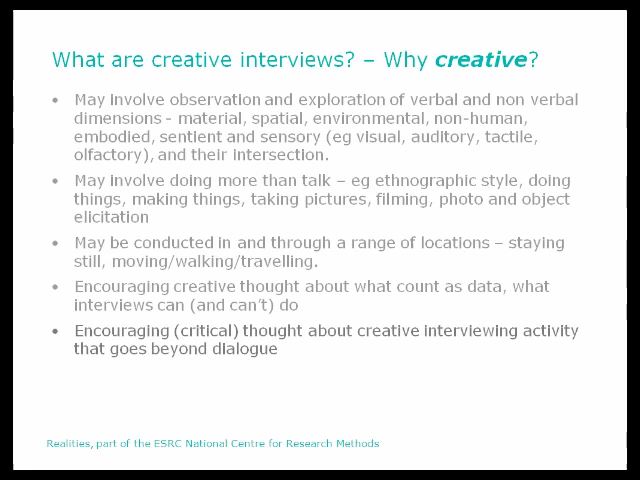 What are creative interviews? – Why creative?
• May involve observation and exploration of verbal and non verbal
dimensions - material, spatial, environmental, non-human,
embodied, sentient and sensory (eg visual, auditory, tactile,
olfactory), and their intersection.
• May involve doing more than talk – eg ethnographic style, doing
things, making things, taking pictures, filming, photo and object
elicitation
• May be conducted in and through a range of locations – staying
still, moving/walking/travelling.
• Encouraging creative thought about what count as data, what
interviews can (and can’t) do
• Encouraging (critical) thought about creative interviewing activity
that goes beyond dialogue
Realities, part of the ESRC National Centre for Research Methods